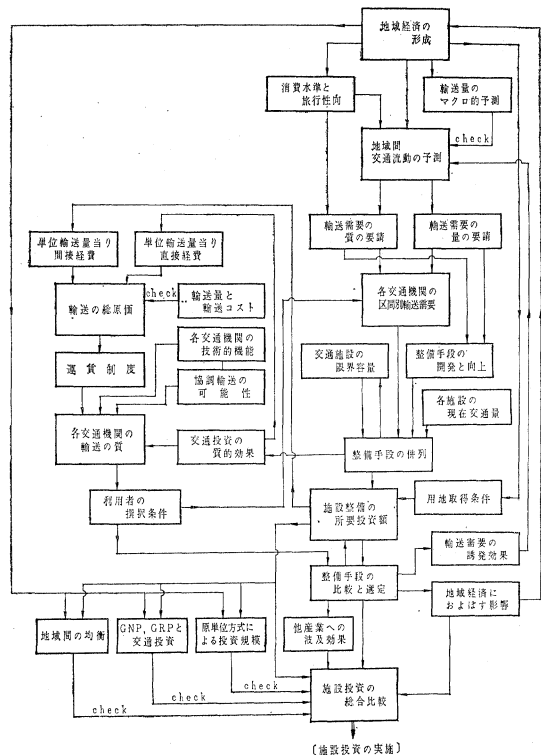 地域経済の
形成
消費水準と
旅行性向
輸送量の
マクロ的予測
check
地域間
交通流動の予測
輸送需要の
質の要請
輸送需要の
量の要請
単位輸送量当り
間接経費
単位輸送量当り
直接経費
各交通機関の
区間別輸送需要
輸送の総原価
check
輸送量と
輸送コスト
各交通機関の
技術的機能
交通施設の
限界容量
整備手段の
開発と向上
運賃制度
協調輸送の
可能性
各施設の
現在交通量
各交通機関の
輸送の質
交通投資の
質的効果
整備手段の併列
利用者の
撰択条件
施設整備の
所要投資額
用地取得条件
輸送需要の
誘発効果
整備手段の
比較と選定
地域経済に
およぼす影響
地域間の均衡
GNP, GRPと
交通投資
原単位方式に
よる投資規模
他産業への
波及効果
施設投資の
総合比較
check
check
check
〔施設投資の実施〕